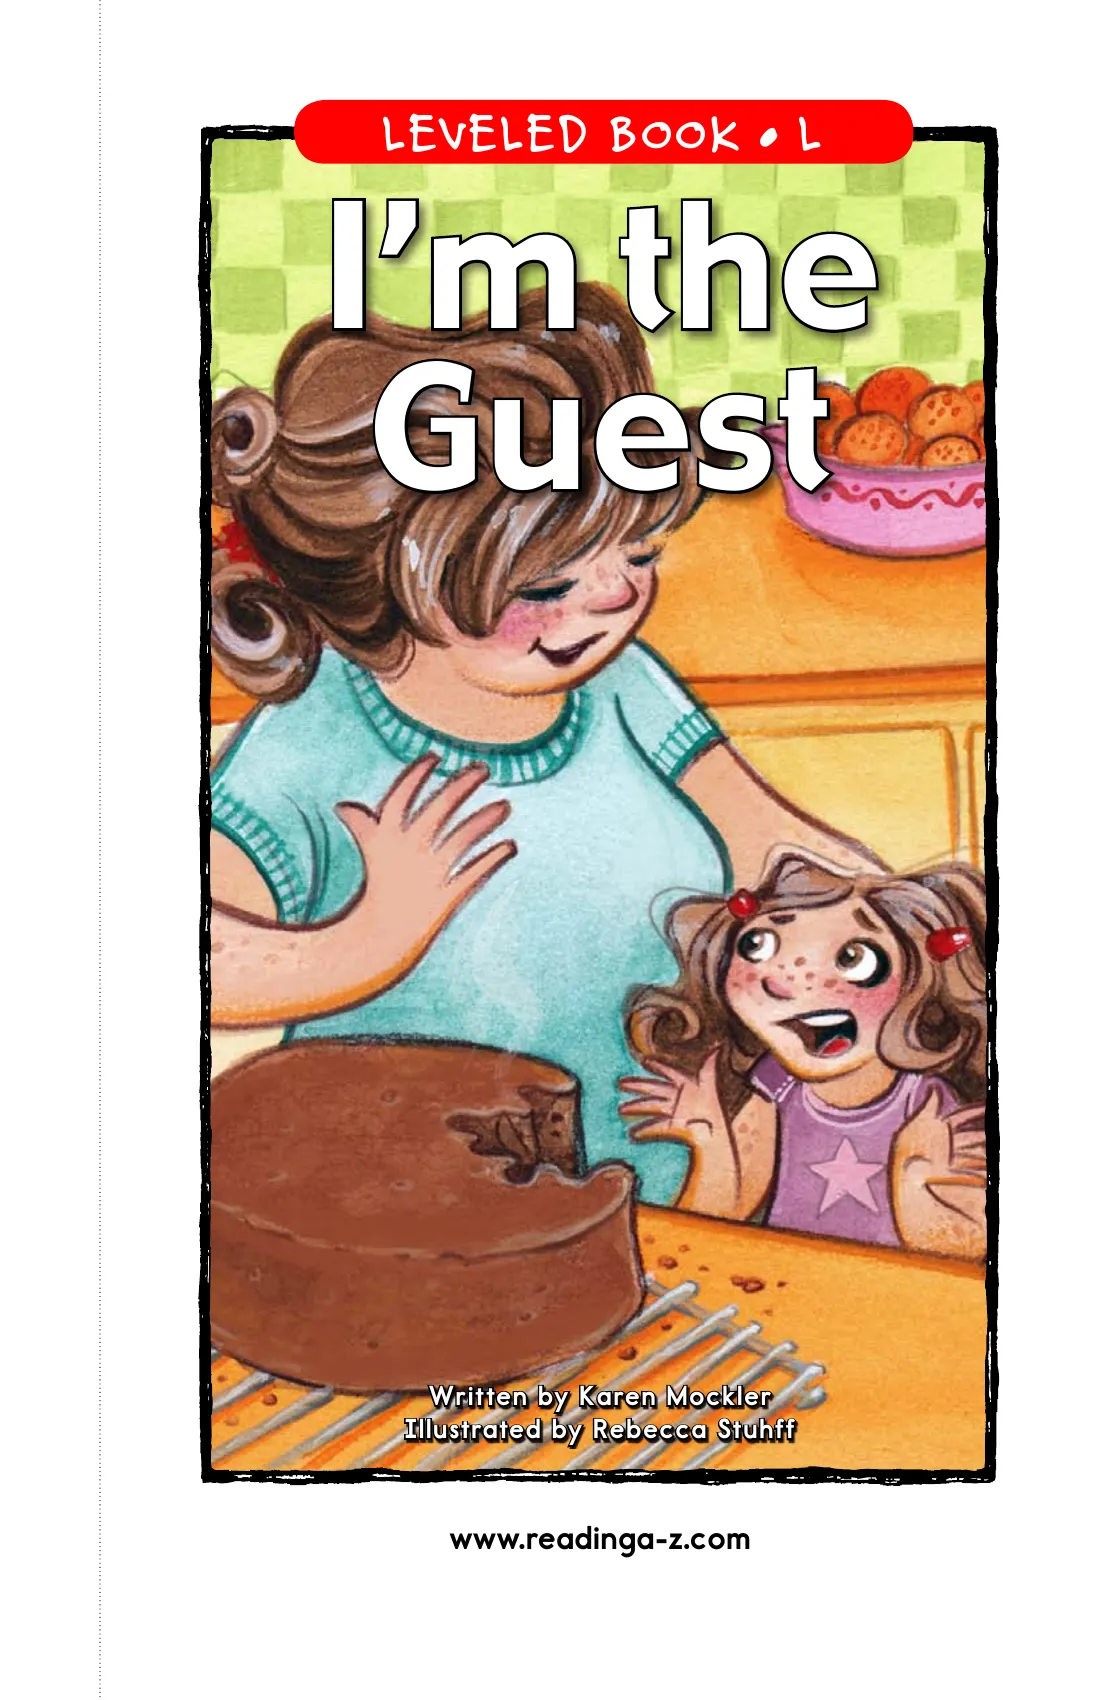 LEVELED BOOK • L
I'm the
Guest
Written by Karen Mockler
Illustrated by Rebecca Stuhff
www.readinga-z.com